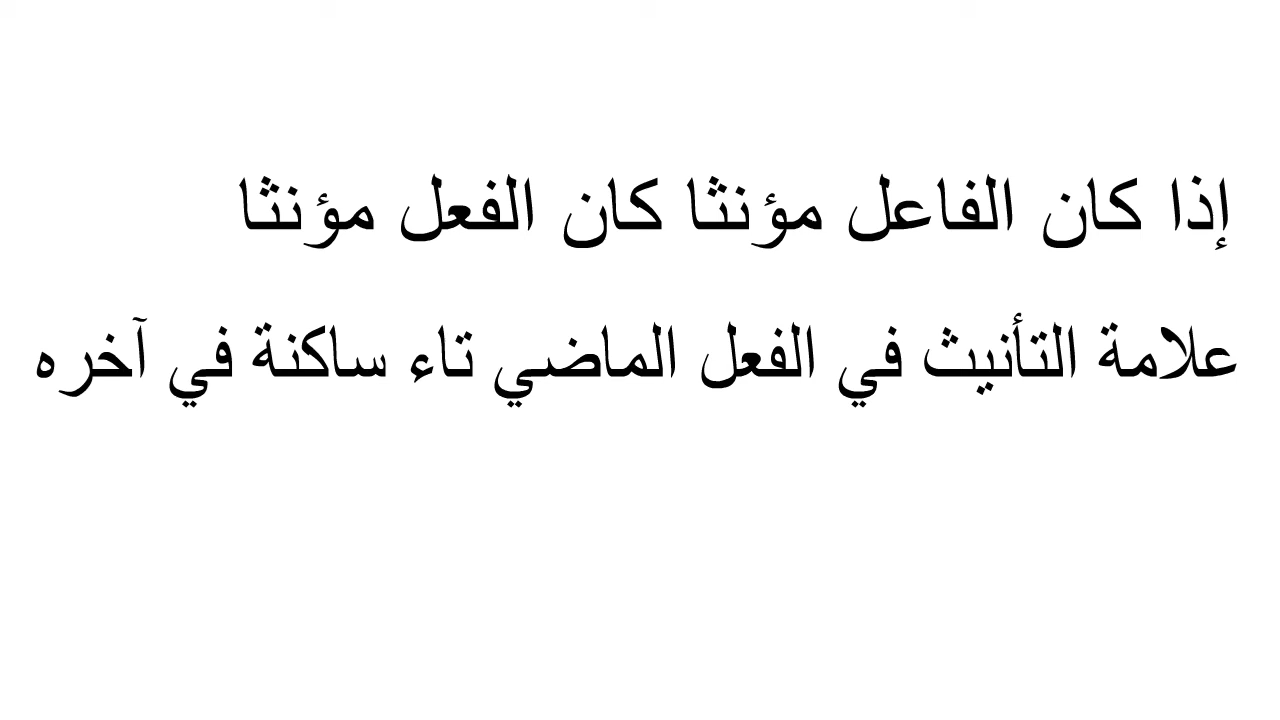 إذا كان الفاعل مؤنثا كان الفعل مؤنثا
علامة التأنيث في الفعل الماضي تاء ساكنة في آخره